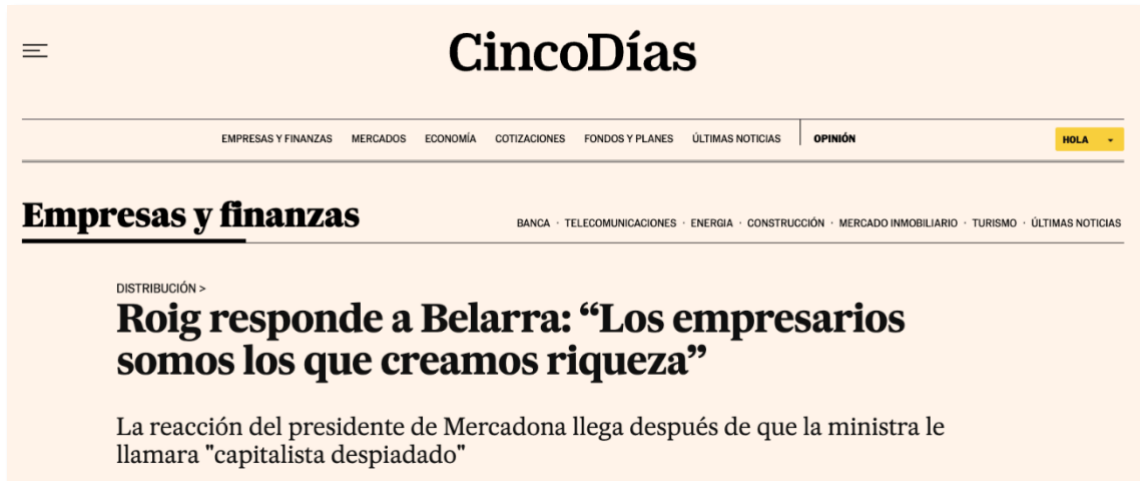 CincoDías
EMPRESAS Y FINANZAS MERCADOS ECONOMÍA COTIZACIONES FONDOS Y PLANES ÚLTIMAS NOTICIAS OPINIÓN HOLA
Empresas y finanzas
BANCA · TELECOMUNICACIONES · ENERGIA · CONSTRUCCIÓN · MERCADO INMOBILIARIO · TURISMO · ÚLTIMAS NOTICIAS
DISTRIBUCIÓN >
Roig responde a Belarra: “Los empresarios
somos los que creamos riqueza”
La reacción del presidente de Mercadona llega después de que la ministra le
llamara "capitalista despiadado"